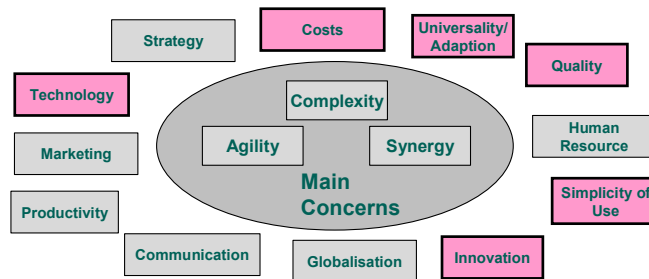 Costs
Universality/
Adaption
Strategy
Quality
Technology
Complexity
Human
Resource
Marketing
Agility
Synergy
Main
Concerns
Simplicity of
Use
Productivity
Communication
Globalisation
Innovation